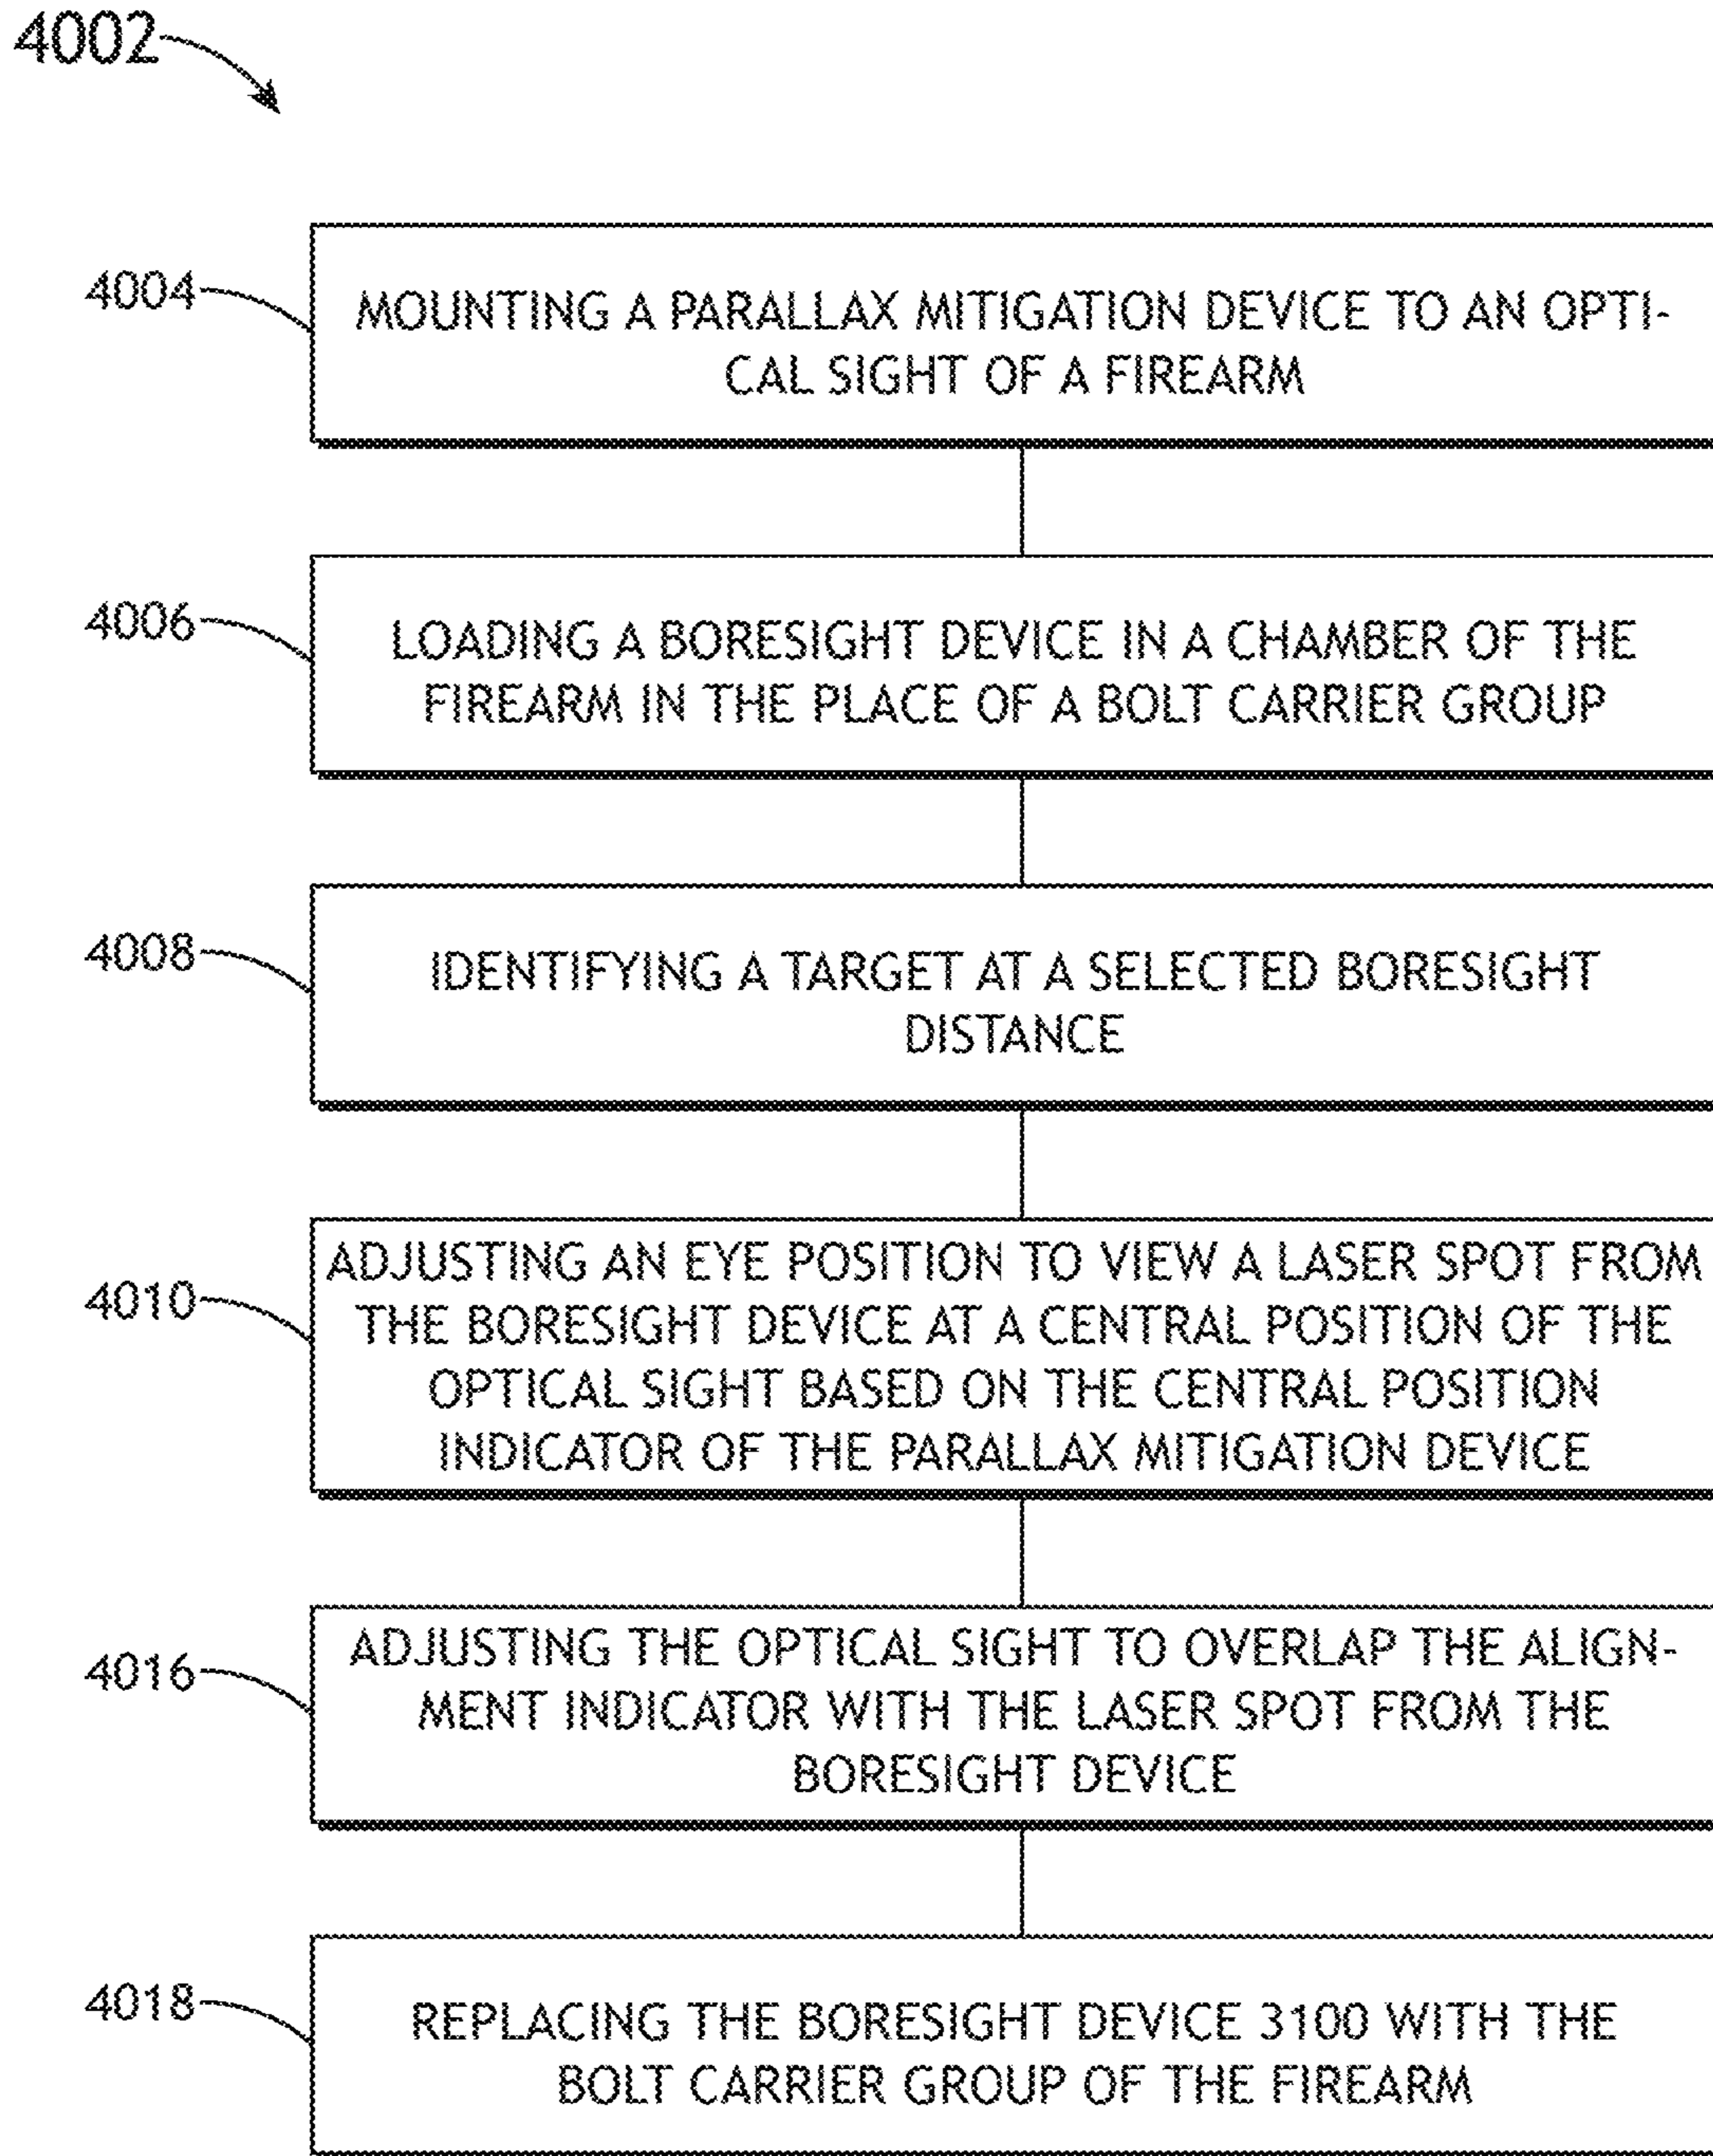 4002
4004
MOUNTING A PARALLAX MITIGATION DEVICE TO AN OPTI-
CAL SIGHT OF A FIREARM
4006
LOADING A BORESIGHT DEVICE IN A CHAMBER OF THE
FIREARM IN THE PLACE OF A BOLT CARRIER GROUP
4008
IDENTIFYING A TARGET AT A SELECTED BORESIGHT
DISTANCE
4010
ADJUSTING AN EYE POSITION TO VIEW A LASER SPOT FROM
THE BORESIGHT DEVICE AT A CENTRAL POSITION OF THE
OPTICAL SIGHT BASED ON THE CENTRAL POSITION
INDICATOR OF THE PARALLAX MITIGATION DEVICE
4016
ADJUSTING THE OPTICAL SIGHT TO OVERLAP THE ALIGN-
MENT INDICATOR WITH THE LASER SPOT FROM THE
BORESIGHT DEVICE
4018
REPLACING THE BORESIGHT DEVICE 3100 WITH THE
BOLT CARRIER GROUP OF THE FIREARM